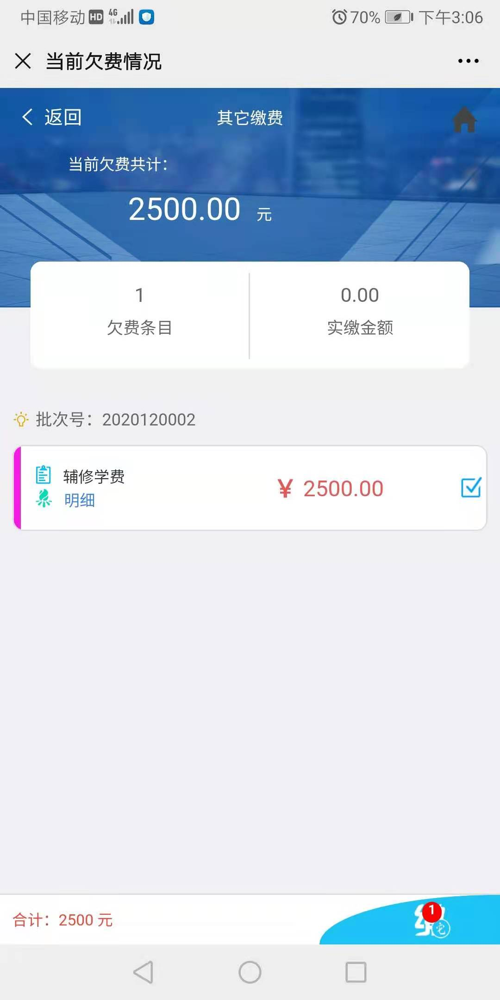 中国移动 HD 4G 70% 下午3:06
当前欠费情况
返回 其它缴费
当前欠费共计：
2500.00 元
1 0.00
欠费条目 实缴金额
批次号：2020120002
辅修学费
¥ 2500.00
明细
合计：2500 元
1
它